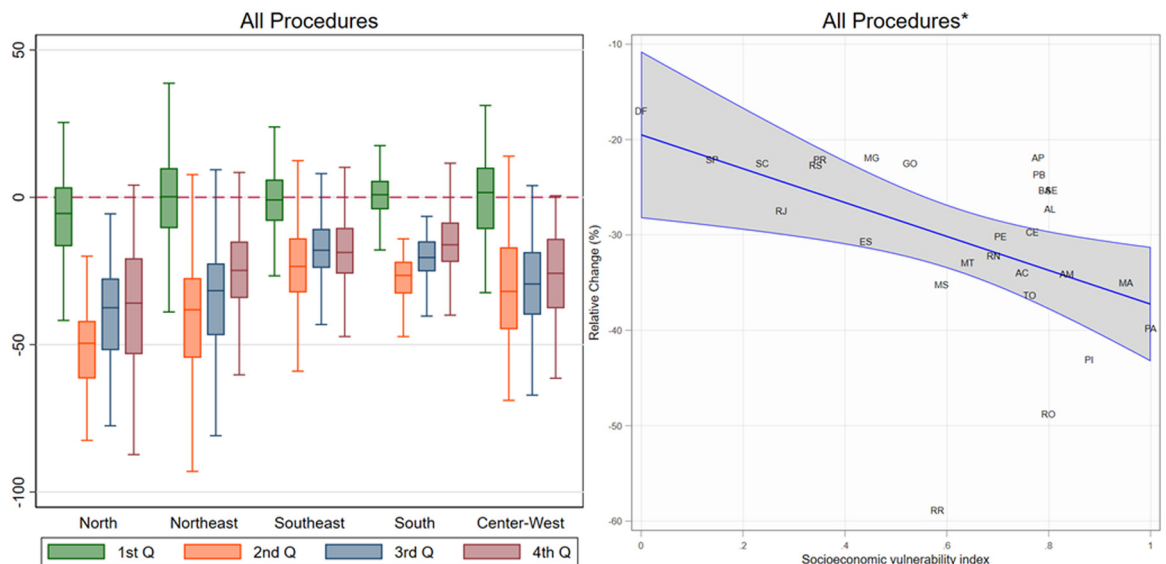 All Procedures
50
0
-50
-100
North Northeast Southeast South Center-West
1st Q 2nd Q 3rd Q 4th Q
All Procedures*
Relative Change (%)
-10
-20
-30
-40
-50
-60
DF
SP
SC
RJ
PR
RS
MG
GO
ES
AP
PB
BA
SE
AL
CE
PE
RN
MT
AC
AM
MS
TO
MA
PA
PI
RO
RR
0 .2 .4 .6 .8 1
Socioeconomic vulnerability index